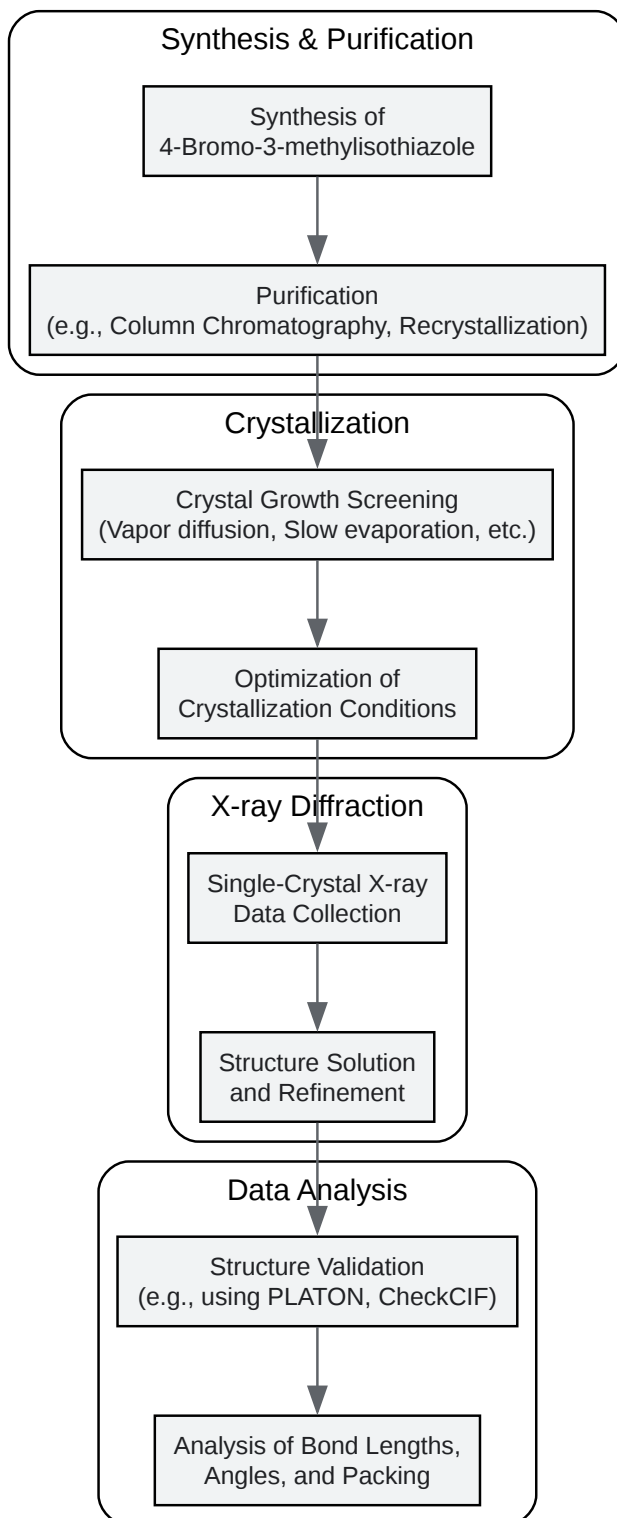 Synthesis & Purification
Synthesis of
4-Bromo-3-methylisothiazole
Purification
(e.g., Column Chromatography, Recrystallization)
Crystallization
Crystal Growth Screening
(Vapor diffusion, Slow evaporation, etc.)
Optimization of
Crystallization Conditions
X-ray Diffraction
Single-Crystal X-ray
Data Collection
Structure Solution
and Refinement
Data Analysis
Structure Validation
(e.g., using PLATON, CheckCIF)
Analysis of Bond Lengths,
Angles, and Packing